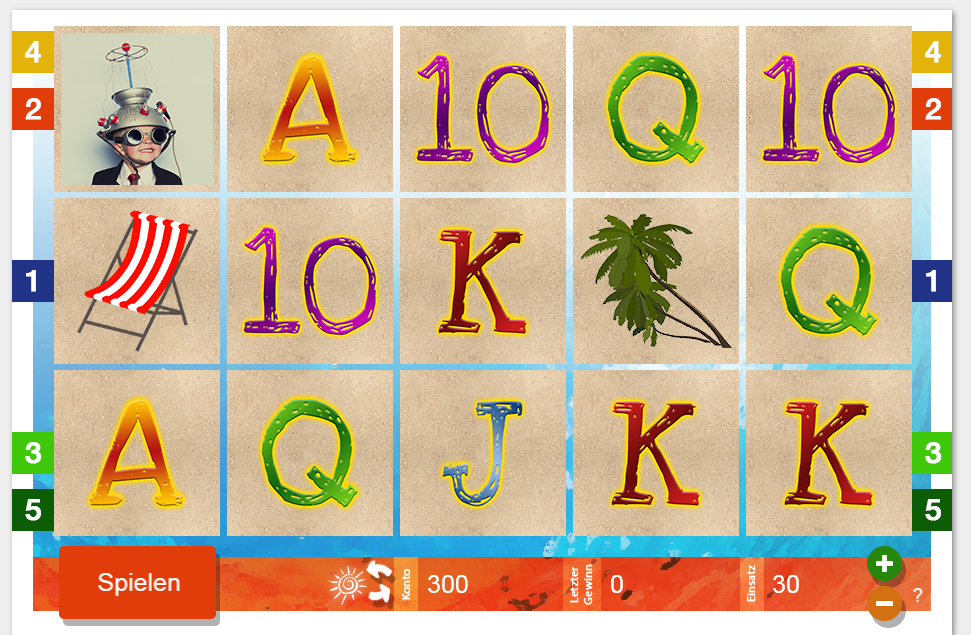 4 A 10 Q 10 4
2 2
1 10 K Q 1
3 A Q J K K 3
5 5
Spielen Konto 300 Letzter Gewinn 0 Einsatz 30 + − ?